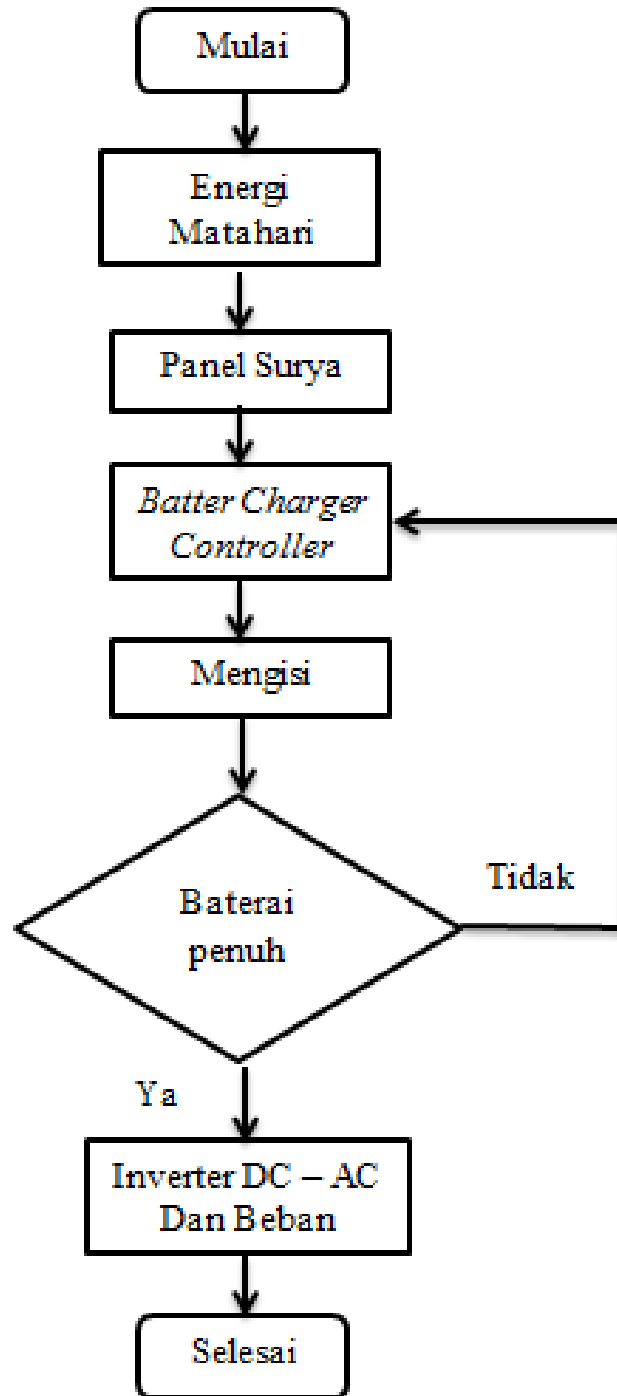 Mulai
Energi
Matahari
Panel Surya
Batter Charger
Controller
Mengisi
Baterai
penuh
Tidak
Ya
Inverter DC – AC
Dan Beban
Selesai